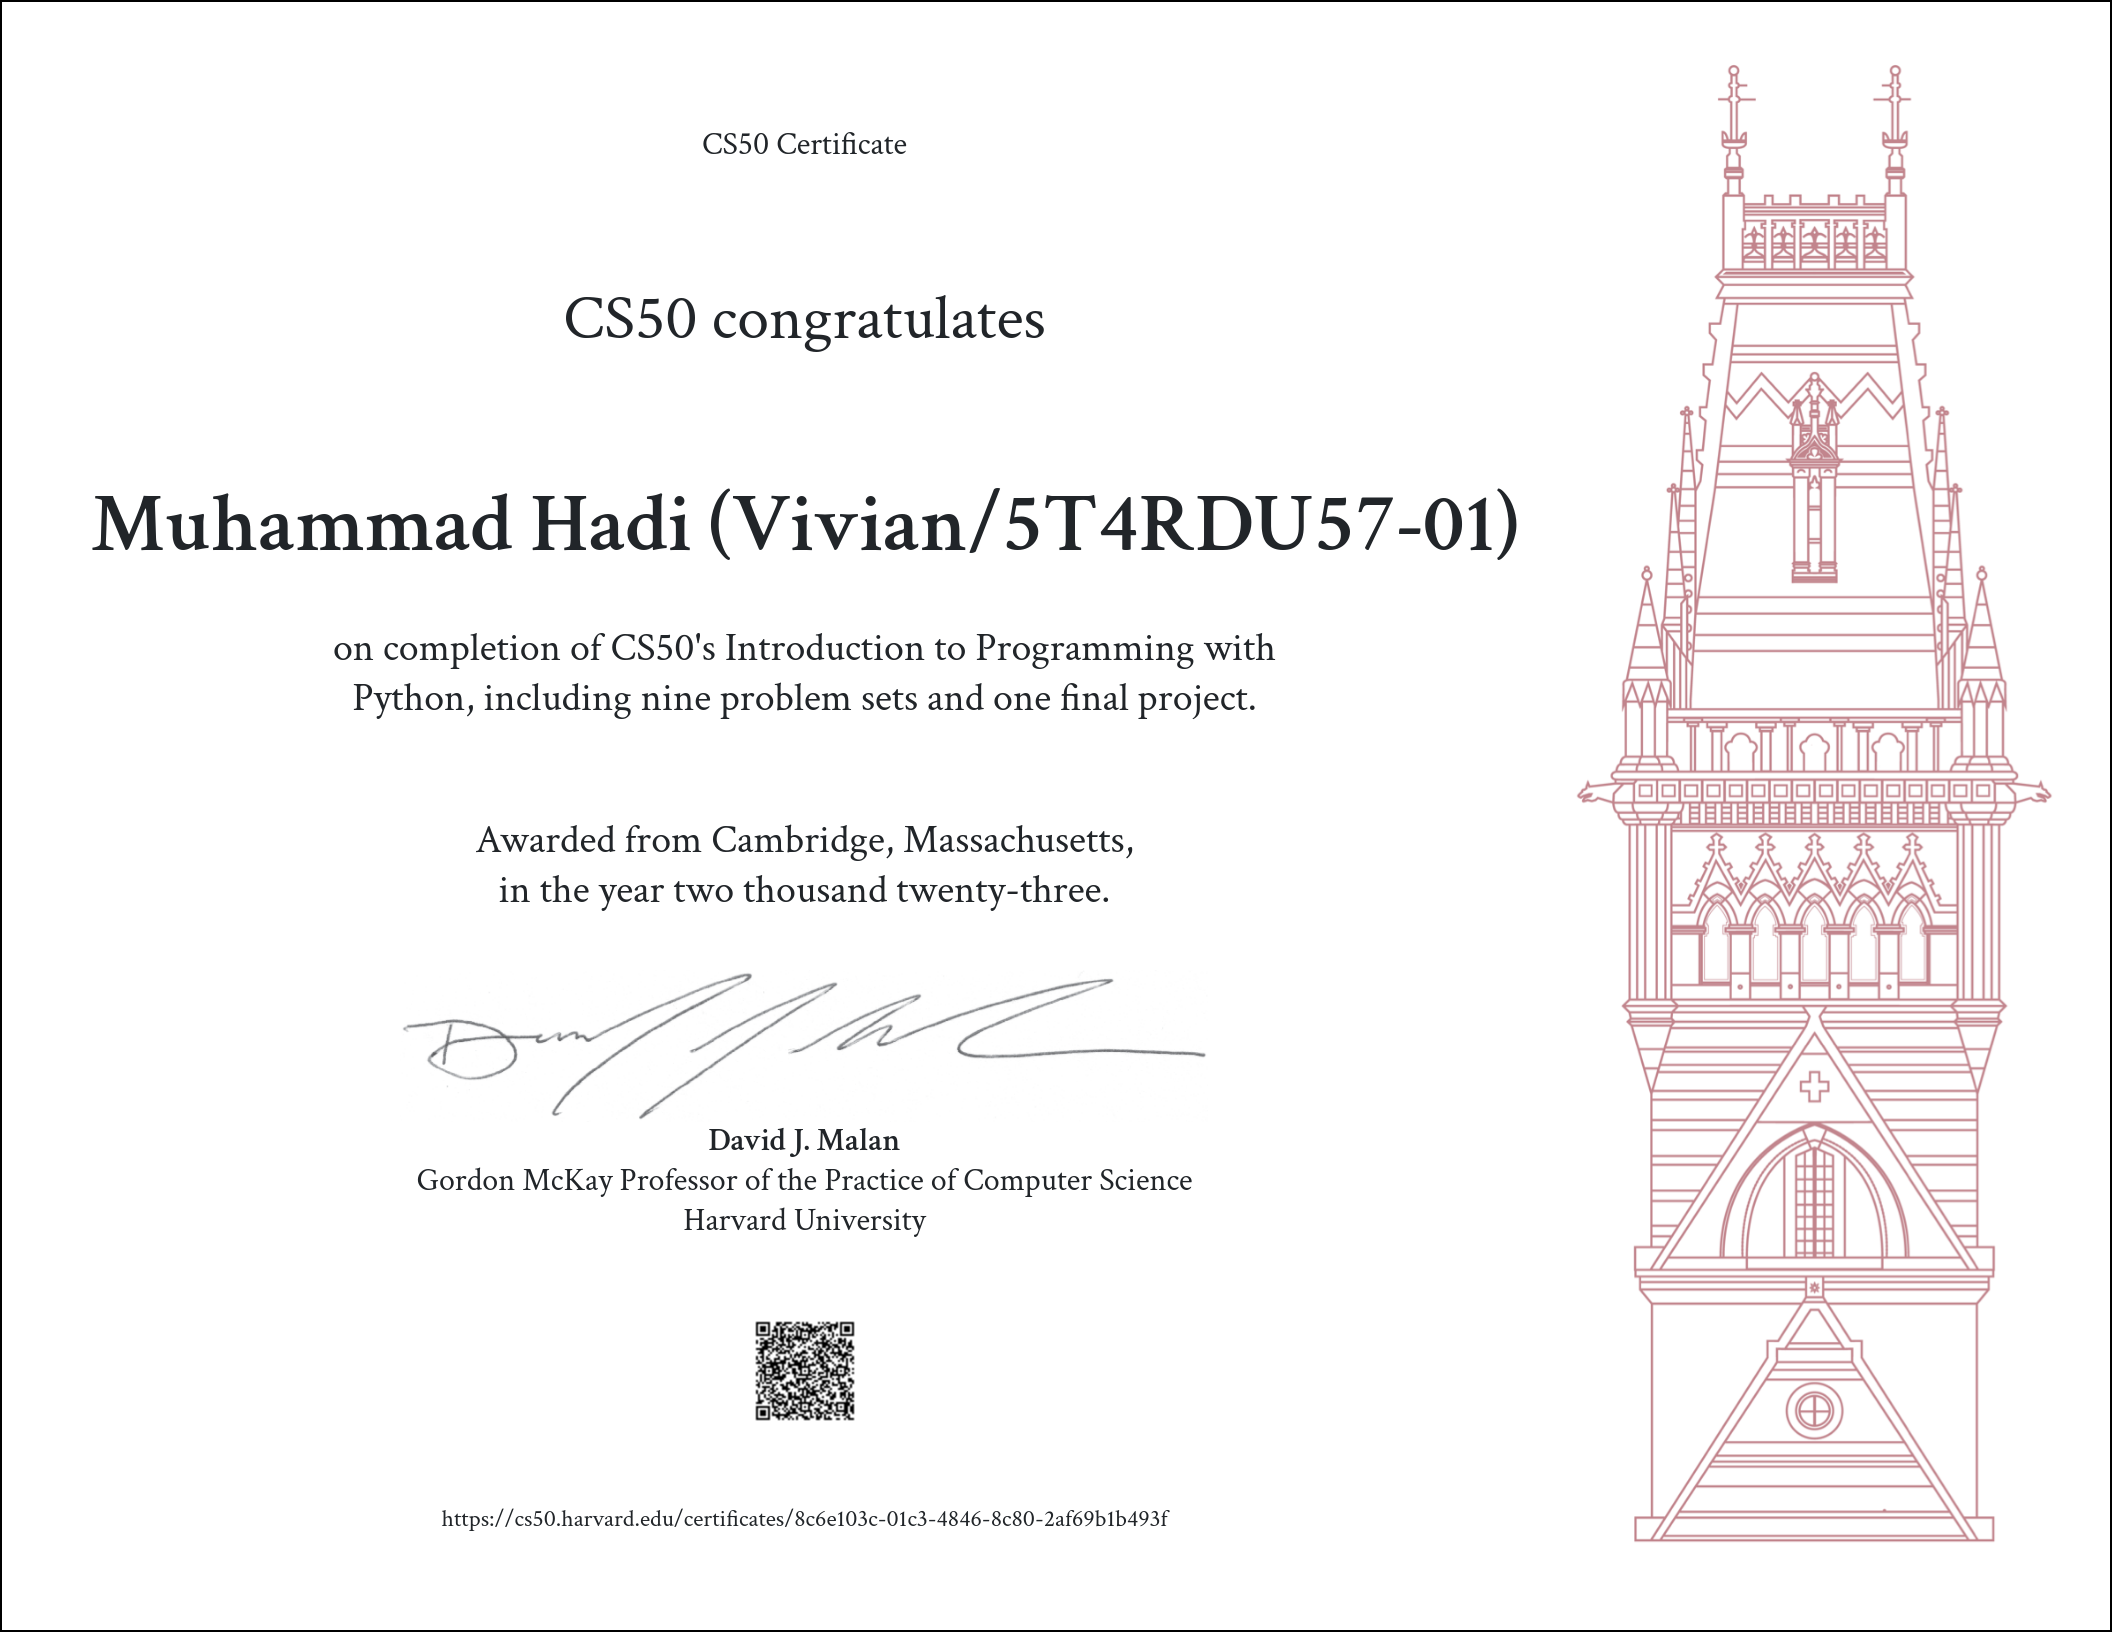 CS50 Certificate
CS50 congratulates
Muhammad Hadi (Vivian/5T4RDU57-01)
on completion of CS50's Introduction to Programming with
Python, including nine problem sets and one final project.
Awarded from Cambridge, Massachusetts,
in the year two thousand twenty-three.
David J. Malan
Gordon McKay Professor of the Practice of Computer Science
Harvard University
https://cs50.harvard.edu/certificates/8c6e103c-01c3-4846-8c80-2af69b1b493f